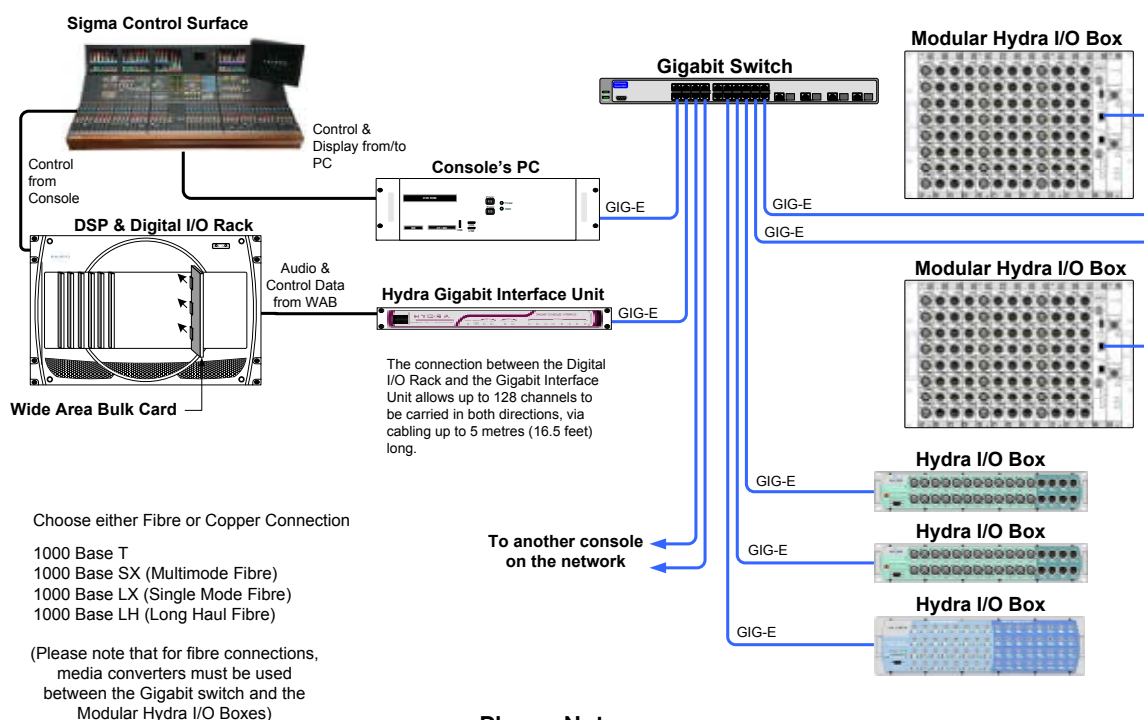 Sigma Control Surface
Control &
Display from/to
PC
Control
from
Console
Console's PC
GIG-E
DSP & Digital I/O Rack
Audio &
Control Data
from WAB
Hydra Gigabit Interface Unit
HYDRA
GIG-E
The connection between the Digital
I/O Rack and the Gigabit Interface
Unit allows up to 128 channels to
be carried in both directions, via
cabling up to 5 metres (16.5 feet)
long.
Wide Area Bulk Card
Gigabit Switch
Modular Hydra I/O Box
GIG-E
GIG-E
Modular Hydra I/O Box
Hydra I/O Box
GIG-E
Hydra I/O Box
GIG-E
Hydra I/O Box
GIG-E
To another console
on the network
Choose either Fibre or Copper Connection
1000 Base T
1000 Base SX (Multimode Fibre)
1000 Base LX (Single Mode Fibre)
1000 Base LH (Long Haul Fibre)
(Please note that for fibre connections,
media converters must be used
between the Gigabit switch and the
Modular Hydra I/O Boxes)